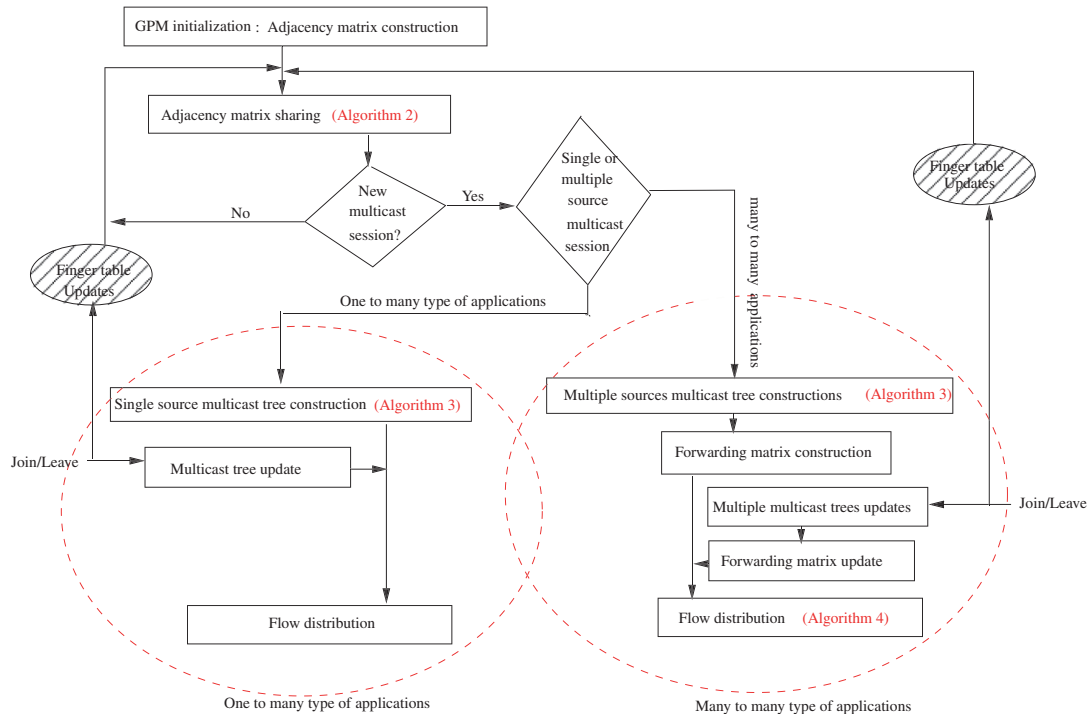 GPM initialization : Adjacency matrix construction
Adjacency matrix sharing (Algorithm 2)
New
multicast
session?
Yes
No
Single or
multiple
source
multicast
session
many to many applications
Finger table
Updates
Finger table
Updates
One to many type of applications
Single source multicast tree construction (Algorithm 3)
Multiple sources multicast tree constructions (Algorithm 3)
Join/Leave
Multicast tree update
Forwarding matrix construction
Multiple multicast trees updates
Join/Leave
Forwarding matrix update
Flow distribution
Flow distribution (Algorithm 4)
One to many type of applications
Many to many type of applications